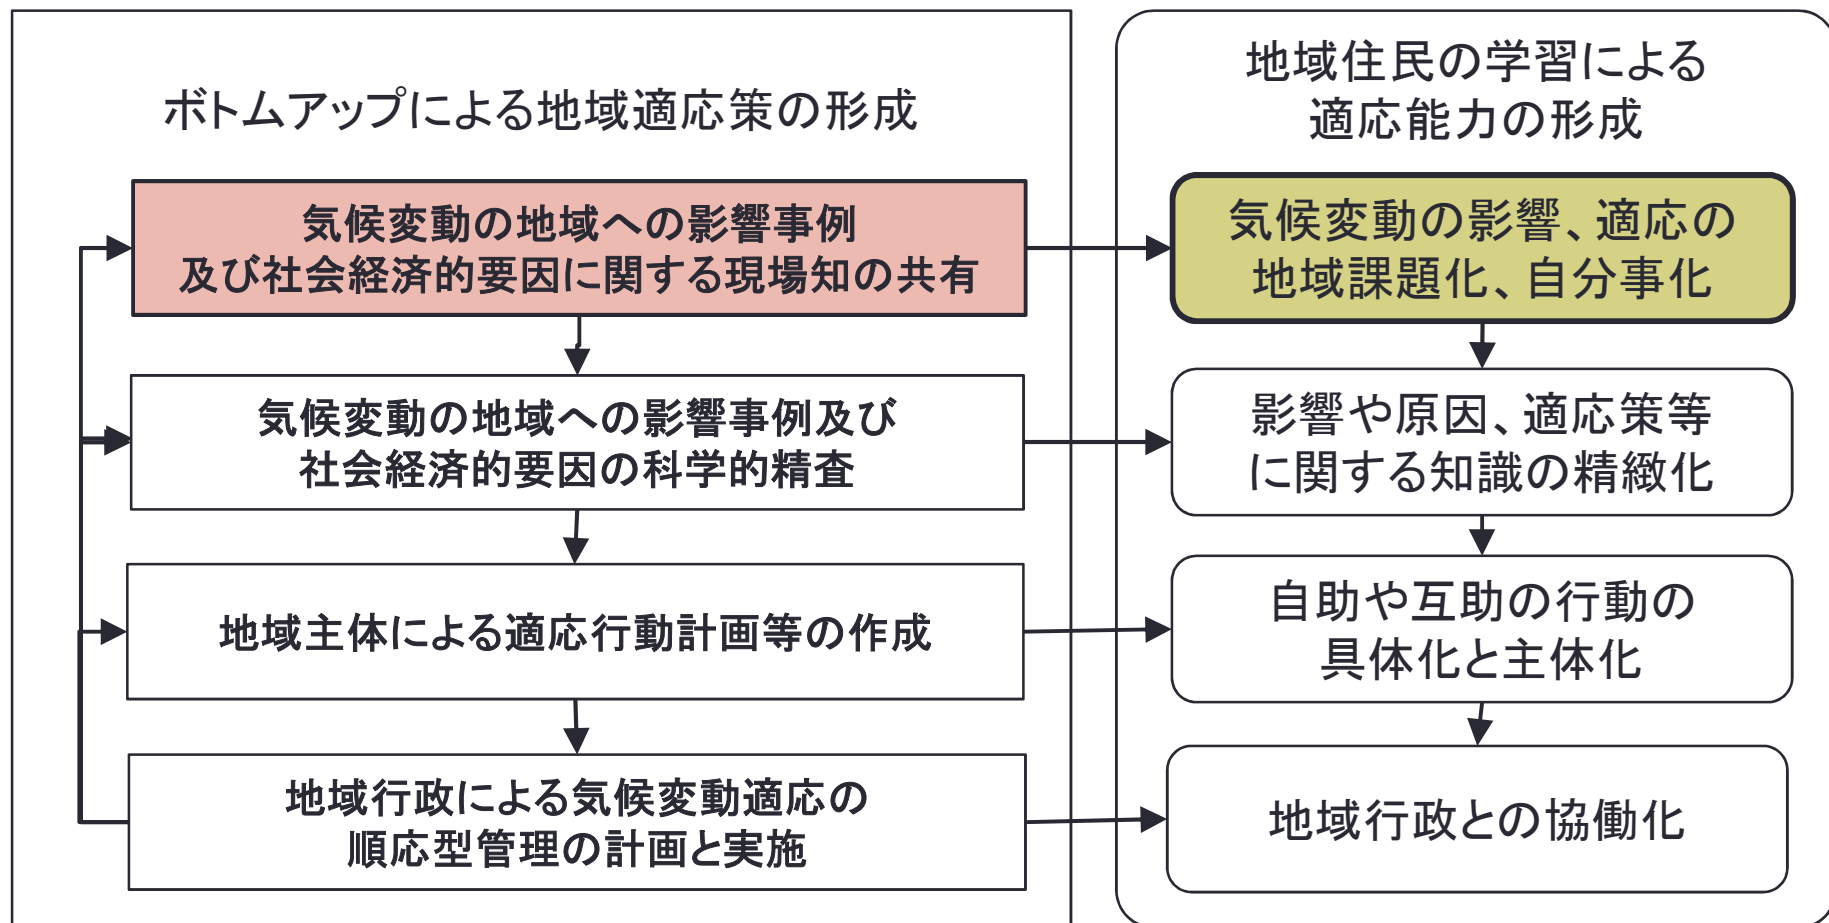 ボトムアップによる地域適応策の形成
気候変動の地域への影響事例
及び社会経済的要因に関する現場知の共有
気候変動の地域への影響事例及び
社会経済的要因の科学的精査
地域主体による適応行動計画等の作成
地域行政による気候変動適応の
順応型管理の計画と実施
地域住民の学習による
適応能力の形成
気候変動の影響、適応の
地域課題化、自分事化
影響や原因、適応策等
に関する知識の精緻化
自助や互助の行動の
具体化と主体化
地域行政との協働化